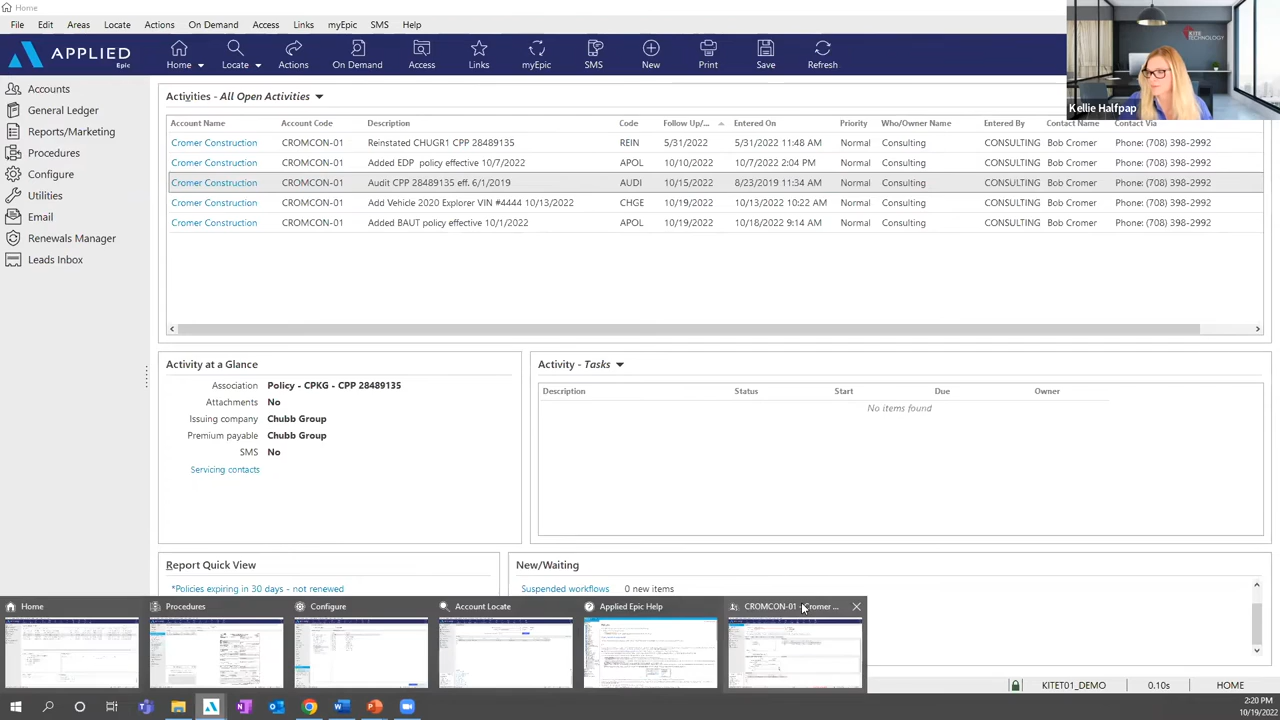 Home
File Edit Areas Locate Actions On Demand Access Links myEpic SMS Help
APPLIED Epic
Home Locate Actions On Demand Access Links myEpic SMS New Print Save Refresh
KITE TECHNOLOGY
Kellie Halfpap
Accounts
General Ledger
Reports/Marketing
Procedures
Configure
Utilities
Email
Renewals Manager
Leads Inbox
Activities - All Open Activities
Account Name Account Code Description Code Follow Up/... Entered On Priority Who/Owner Name Entered By Contact Name Contact Via
Cromer Construction CROMCON-01 Reinstated CHUGR1 CPP 28489135 REIN 5/31/2022 5/31/2022 11:48 AM Normal Consulting CONSULTING Bob Cromer Phone: (708) 398-2992
Cromer Construction CROMCON-01 Added EDP policy effective 10/7/2022 APOL 10/10/2022 10/7/2022 2:04 PM Normal Consulting CONSULTING Bob Cromer Phone: (708) 398-2992
Cromer Construction CROMCON-01 Audit CPP 28489135 eff. 6/1/2019 AUDI 10/15/2022 8/23/2019 11:34 AM Normal Consulting CONSULTING Bob Cromer Phone: (708) 398-2992
Cromer Construction CROMCON-01 Add Vehicle 2020 Explorer VIN #4444 10/13/2022 CHGE 10/19/2022 10/13/2022 10:22 AM Normal Consulting CONSULTING Bob Cromer Phone: (708) 398-2992
Cromer Construction CROMCON-01 Added BAUT policy effective 10/1/2022 APOL 10/19/2022 10/18/2022 9:14 AM Normal Consulting CONSULTING Bob Cromer Phone: (708) 398-2992
Activity at a Glance
Association Policy - CPKG - CPP 28489135
Attachments No
Issuing company Chubb Group
Premium payable Chubb Group
SMS No
Servicing contacts
Activity - Tasks
Description Status Start Due Owner
No items found
Report Quick View
*Policies expiring in 30 days - not renewed
New/Waiting
Suspended workflows 0 new items
Home Procedures Configure Account Locate Applied Epic Help CROMCON-01 - Cromer ...
KITET01_DEMO 0.10s HOME
2:20 PM
10/19/2022